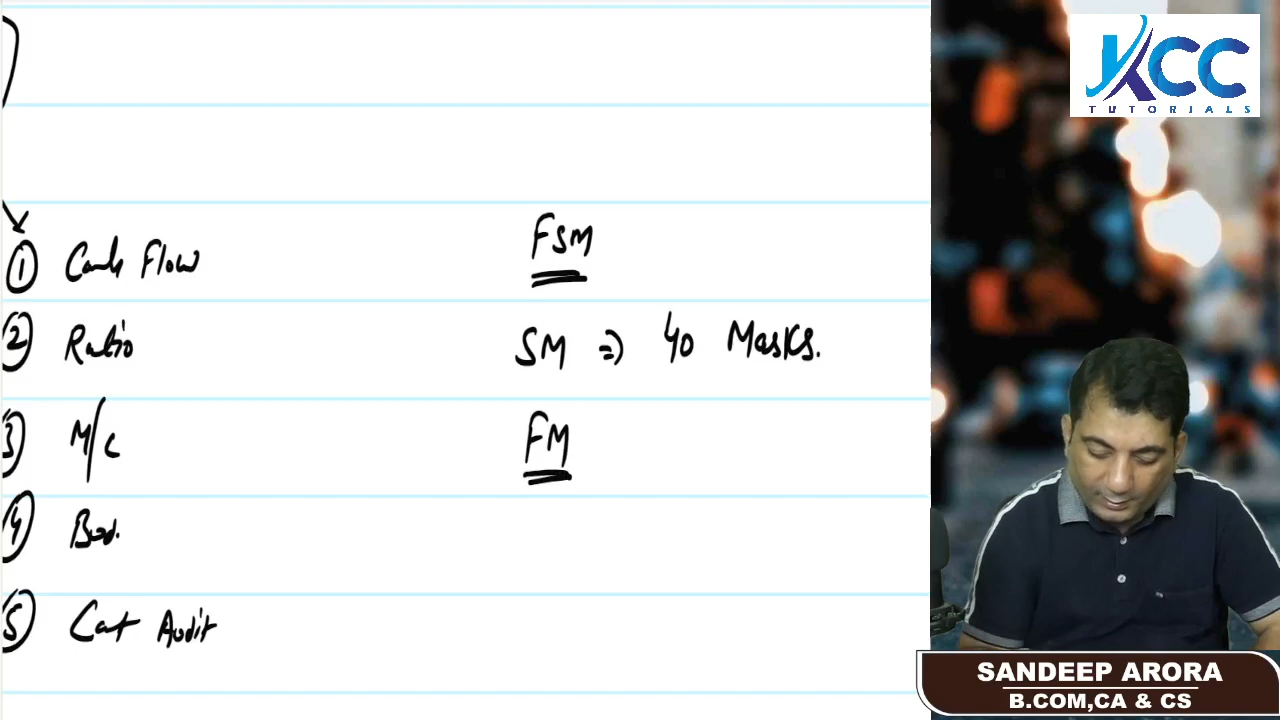 KCC
TUTORIALS
FSM
① Cash Flow
② Ratio
SM ⇒ 40 Marks.
③ M/C
FM
④ Bud.
⑤ Cost Audit
SANDEEP ARORA
B.COM,CA & CS